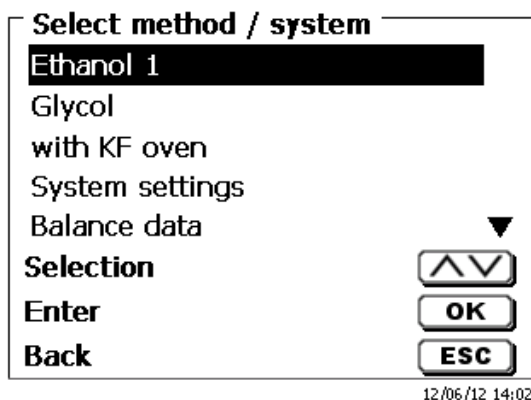 Select method / system
Ethanol 1
Glycol
with KF oven
System settings
Balance data
Selection
Enter OK
Back ESC
12/06/12 14:02